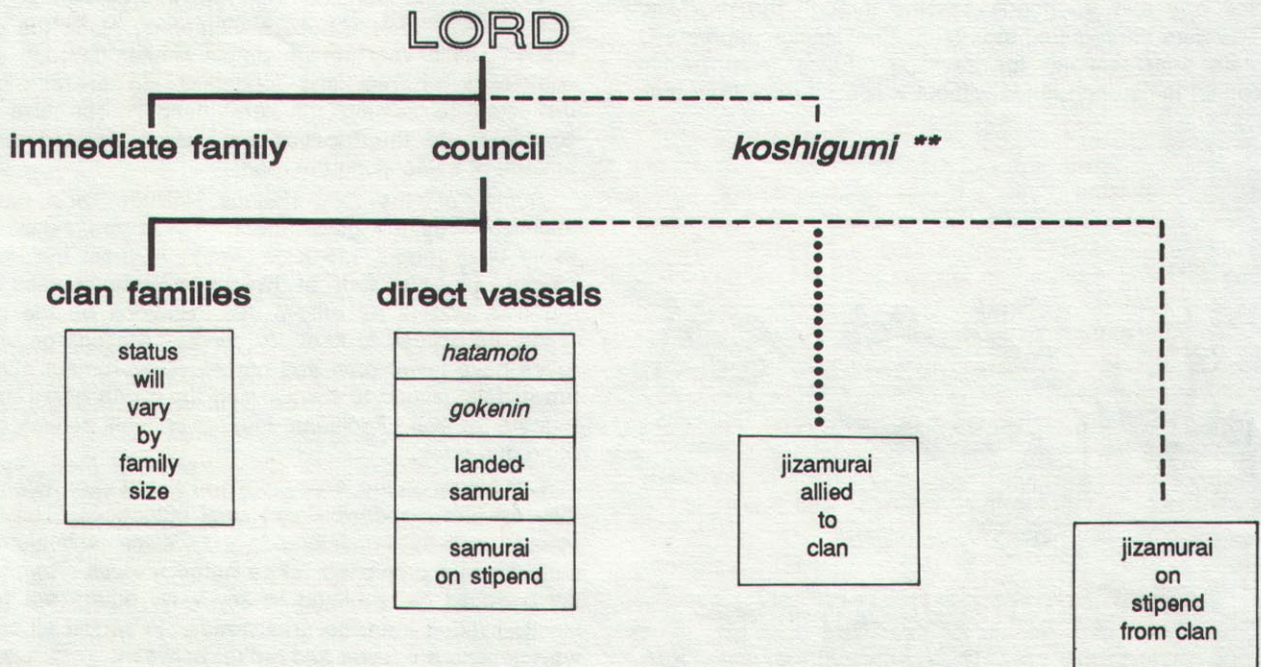 LORD
immediate family
council
koshigumi **
clan families
direct vassals
status
will
vary
by
family
size
hatamoto
gokenin
landed-
samurai
samurai
on stipend
jizamurai
allied
to
clan
jizamurai
on
stipend
from clan